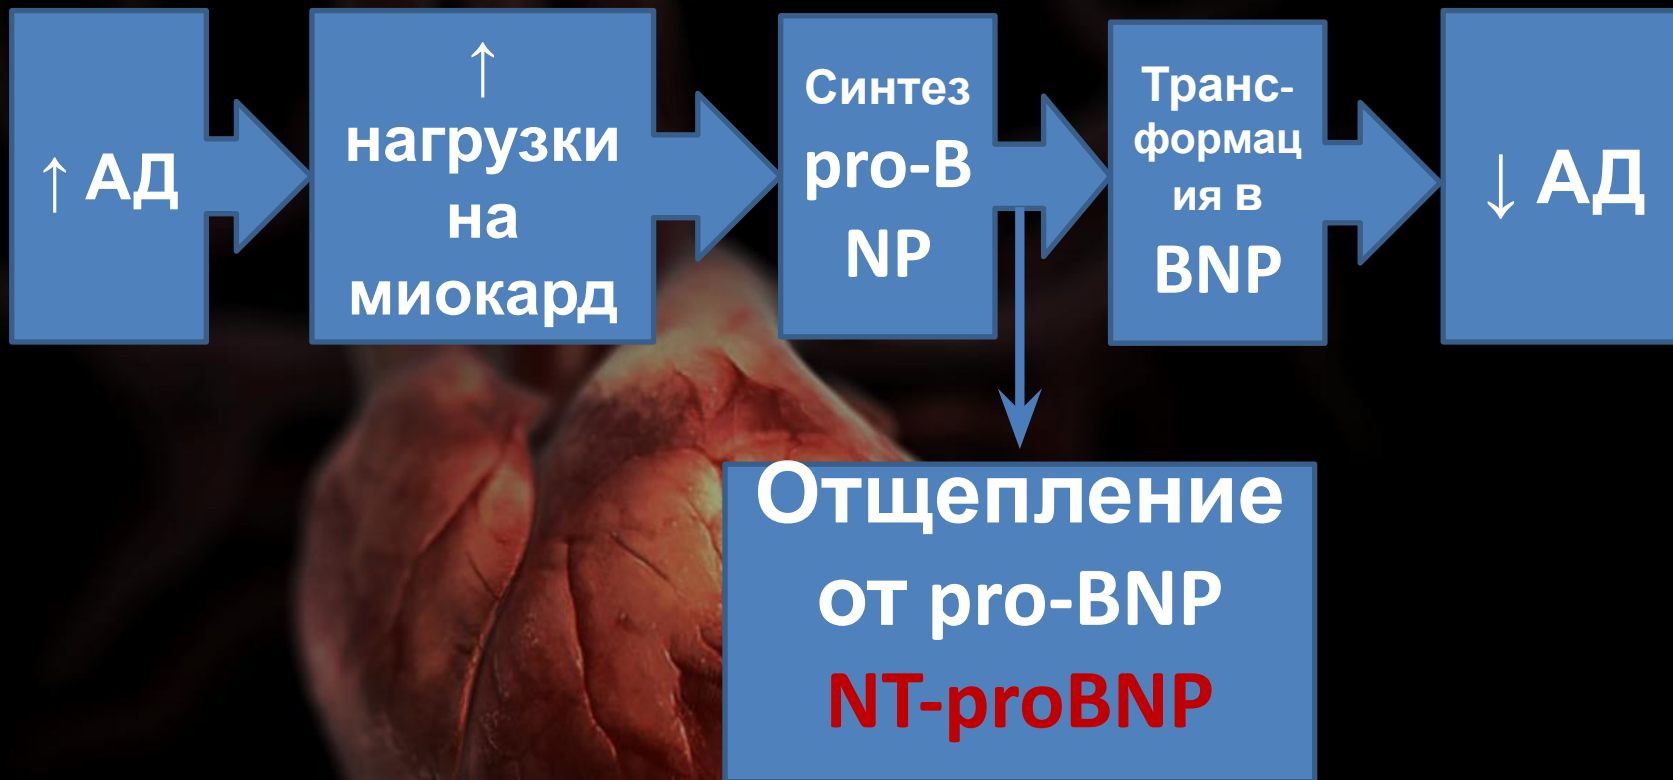 ↑ АД
↑
нагрузки
на
миокард
Синтез
pro-B
NP
Транс-
формац
ия в
BNP
↓ АД
Отщепление
от pro-BNP
NT-proBNP